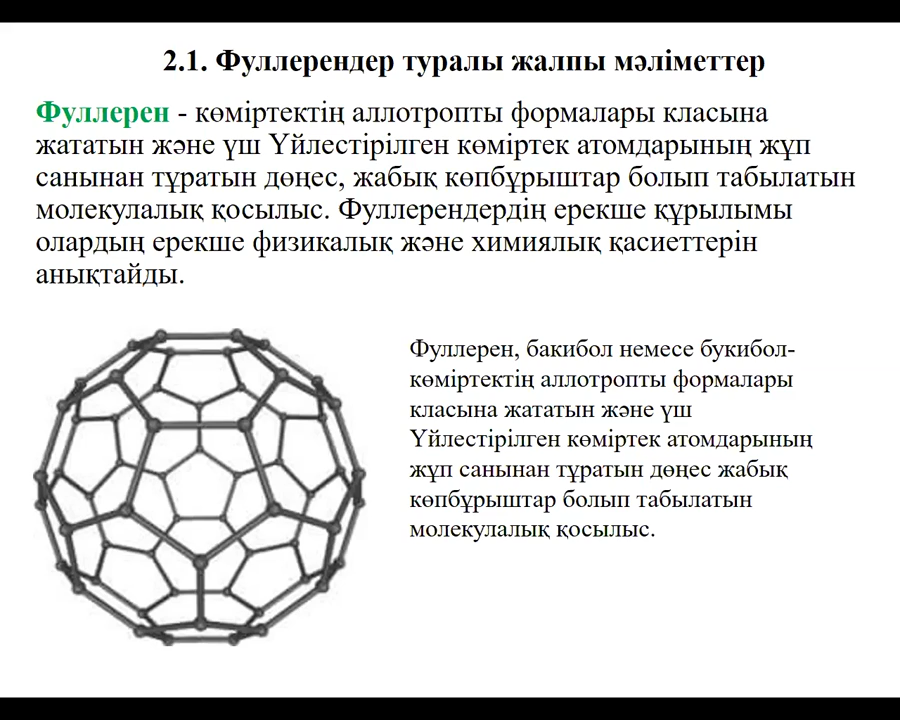 2.1. Фуллерендер туралы жалпы мәліметтер
Фуллерен - көміртектің аллотропты формалары класына
жататын және үш Үйлестірілген көміртек атомдарының жұп
санынан тұратын дөңес, жабық көпбұрыштар болып табылатын
молекулалық қосылыс. Фуллерендердің ерекше құрылымы
олардың ерекше физикалық және химиялық қасиеттерін
анықтайды.
Фуллерен, бакибол немесе букибол-
көміртектің аллотропты формалары
класына жататын және үш
Үйлестірілген көміртек атомдарының
жұп санынан тұратын дөңес жабық
көпбұрыштар болып табылатын
молекулалық қосылыс.